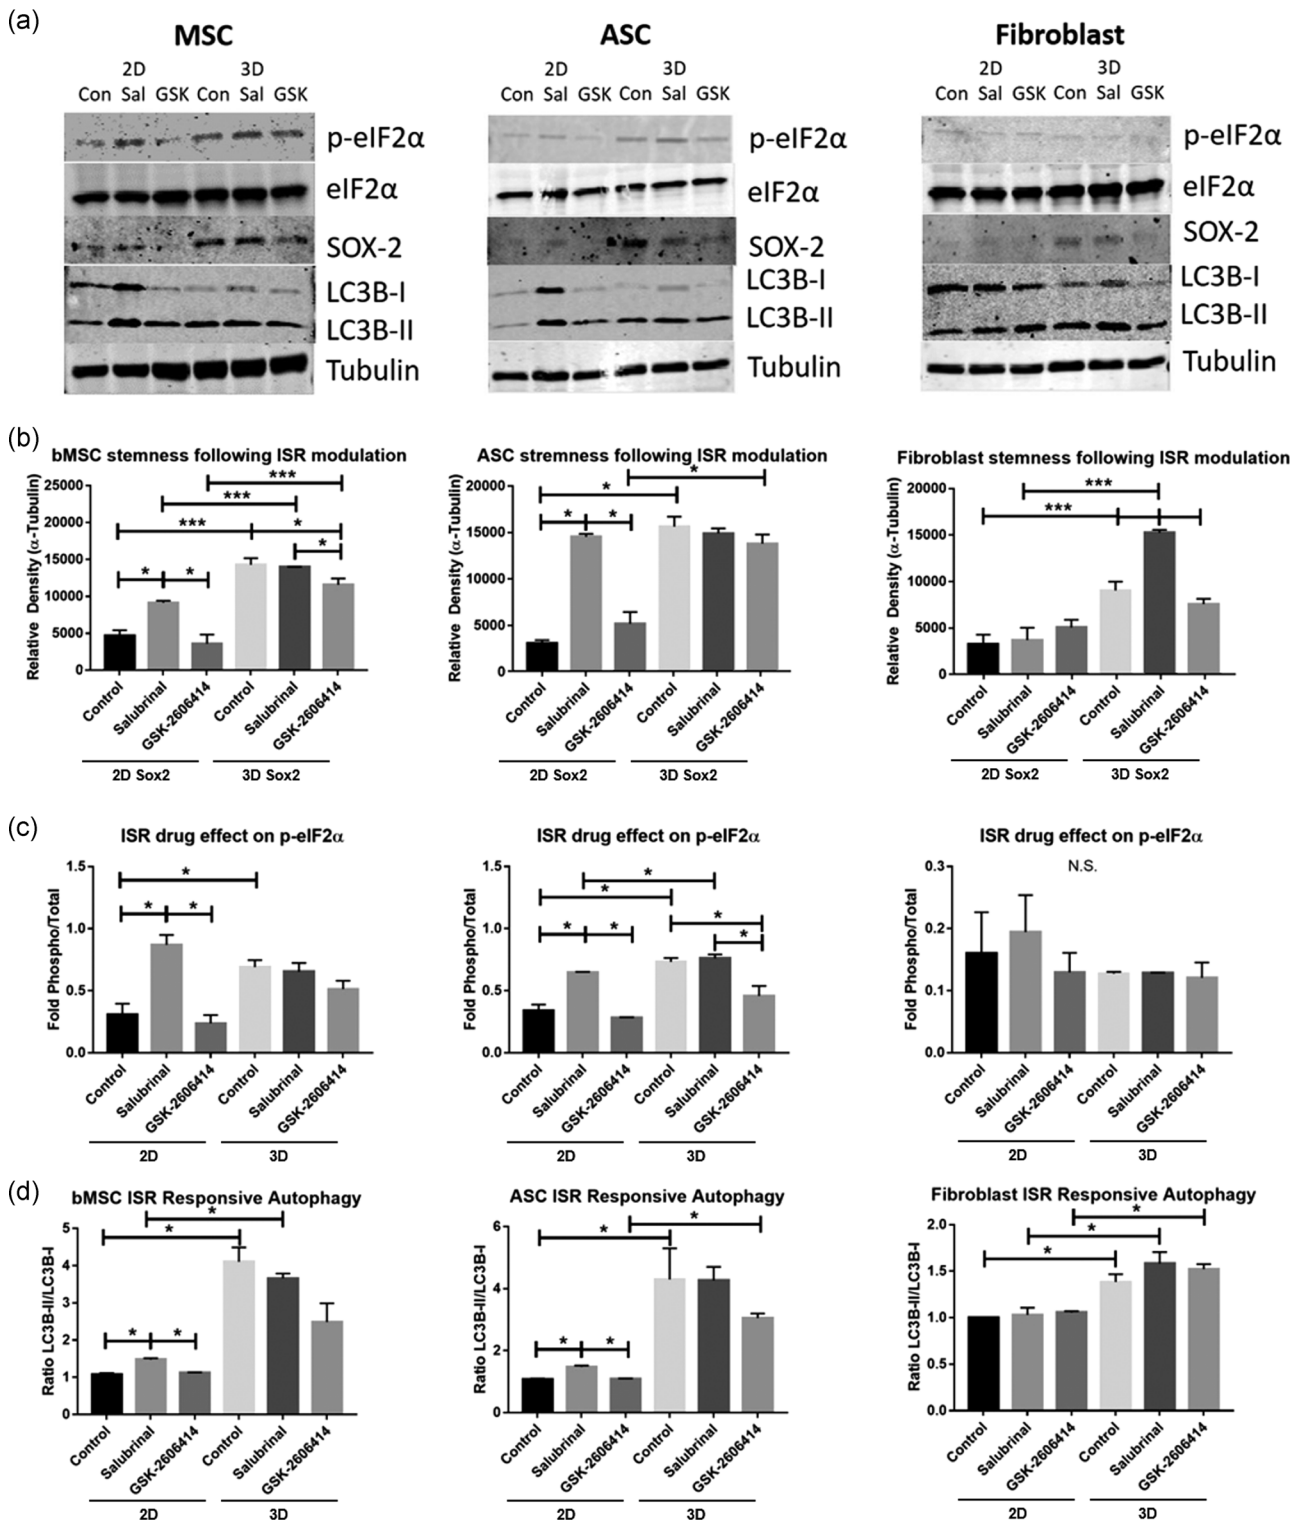 (a)
MSC
ASC
Fibroblast
2D 3D
Con Sal GSK Con Sal GSK
2D 3D
Con Sal GSK Con Sal GSK
2D 3D
Con Sal GSK Con Sal GSK
p-eIF2α
eIF2α
SOX-2
LC3B-I
LC3B-II
Tubulin
p-eIF2α
eIF2α
SOX-2
LC3B-I
LC3B-II
Tubulin
p-eIF2α
eIF2α
SOX-2
LC3B-I
LC3B-II
Tubulin
(b)
bMSC stemness following ISR modulation
Relative Density (α-Tubulin)
25000
20000
15000
10000
5000
0
***
***
***
*
*
*
*
Control
Salubrinal
GSK-2606414
Control
Salubrinal
GSK-2606414
2D Sox2
3D Sox2
ASC stremness following ISR modulation
Relative Density (α-Tubulin)
20000
15000
10000
5000
0
*
*
*
*
Control
Salubrinal
GSK-2606414
Control
Salubrinal
GSK-2606414
2D Sox2
3D Sox2
Fibroblast stemness following ISR modulation
Relative Density (α-Tubulin)
20000
15000
10000
5000
0
***
***
Control
Salubrinal
GSK-2606414
Control
Salubrinal
GSK-2606414
2D Sox2
3D Sox2
(c)
ISR drug effect on p-eIF2α
Fold Phospho/Total
1.5
1.0
0.5
0.0
*
*
*
Control
Salubrinal
GSK-2606414
Control
Salubrinal
GSK-2606414
2D
3D
ISR drug effect on p-eIF2α
Fold Phospho/Total
1.5
1.0
0.5
0.0
*
*
*
*
*
*
Control
Salubrinal
GSK-2606414
Control
Salubrinal
GSK-2606414
2D
3D
ISR drug effect on p-eIF2α
N.S.
Fold Phospho/Total
0.3
0.2
0.1
0.0
Control
Salubrinal
GSK-2606414
Control
Salubrinal
GSK-2606414
2D
3D
(d)
bMSC ISR Responsive Autophagy
Ratio LC3B-II/LC3B-I
5
4
3
2
1
0
*
*
*
*
Control
Salubrinal
GSK-2606414
Control
Salubrinal
GSK-2606414
2D
3D
ASC ISR Responsive Autophagy
Ratio LC3B-II/LC3B-I
6
4
2
0
*
*
*
*
Control
Salubrinal
GSK-2606414
Control
Salubrinal
GSK-2606414
2D
3D
Fibroblast ISR Responsive Autophagy
Ratio LC3B-II/LC3B-I
2.0
1.5
1.0
0.5
0.0
*
*
*
Control
Salubrinal
GSK-2606414
Control
Salubrinal
GSK-2606414
2D
3D